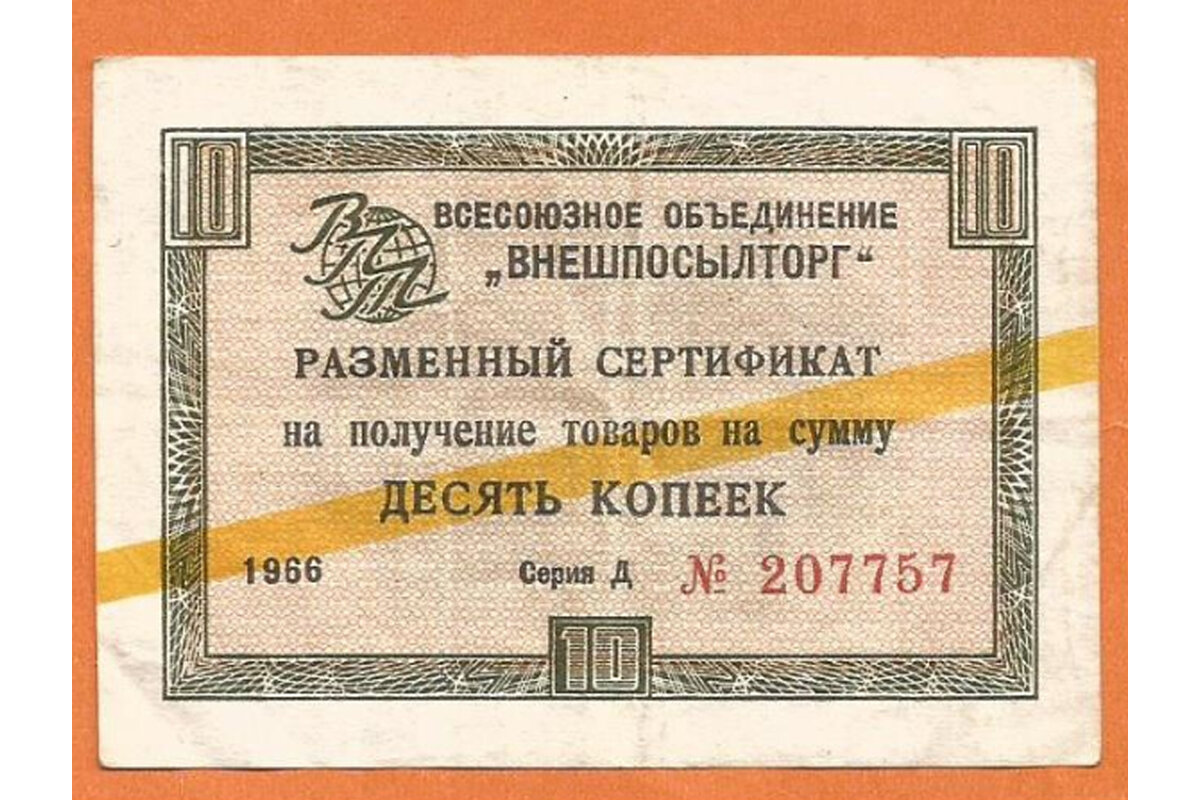 10 10
ВПТ
ВСЕСОЮЗНОЕ ОБЪЕДИНЕНИЕ
„ВНЕШПОСЫЛТОРГ“
РАЗМЕННЫЙ СЕРТИФИКАТ
на получение товаров на сумму
ДЕСЯТЬ КОПЕЕК
1966 Серия Д № 207757
10